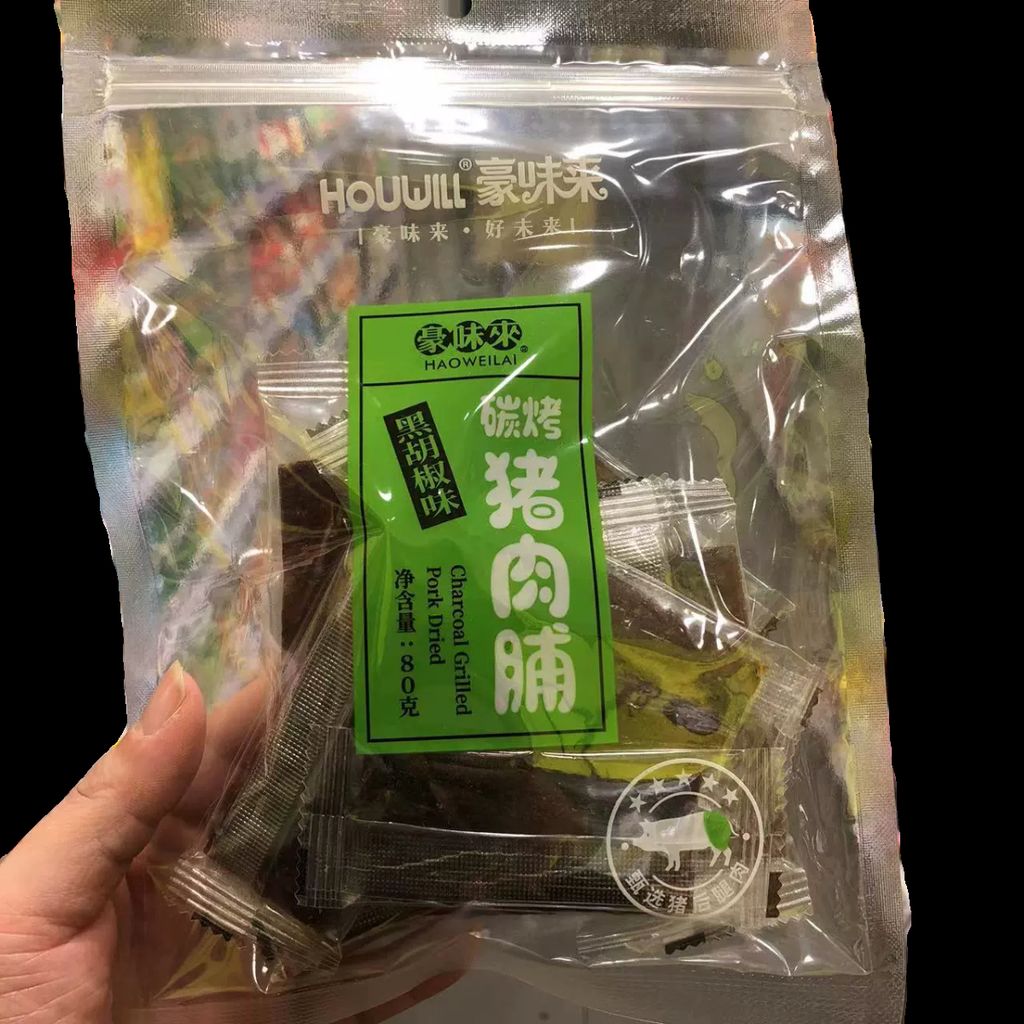 HOUWILL®豪味来
豪味来·好未来
豪味來®
HAOWEILAI
碳烤
猪肉脯
黑胡椒味
Charcoal Grilled
Pork Dried
净含量：80克
甄选猪后腿肉